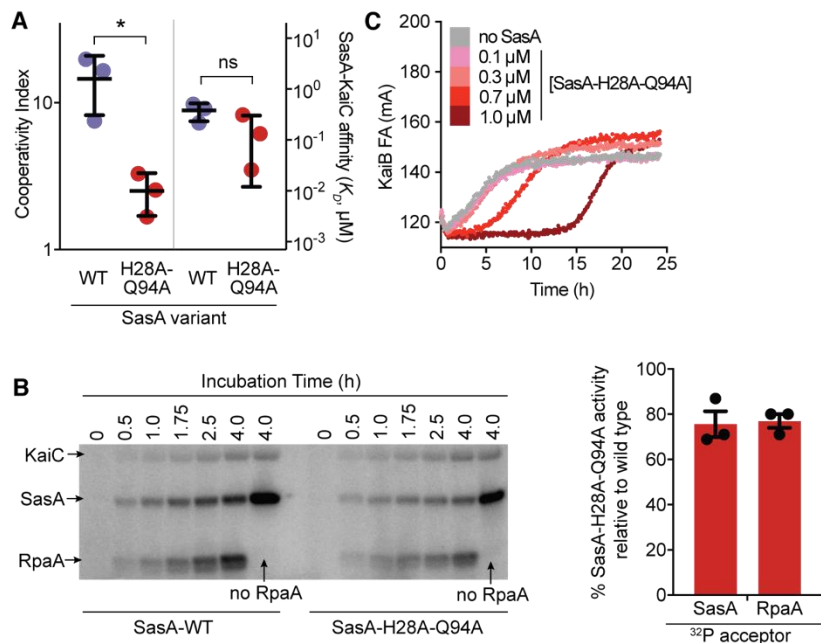 A
Cooperativity Index
10
1
*
ns
10¹
10⁰
10⁻¹
10⁻²
10⁻³
SasA-KaiC affinity (K_D, μM)
WT
H28A-
Q94A
WT
H28A-
Q94A
SasA variant
C
no SasA
0.1 μM
0.3 μM
0.7 μM
1.0 μM
[SasA-H28A-Q94A]
KaiB FA (mA)
200
180
160
140
120
0 5 10 15 20 25
Time (h)
B
Incubation Time (h)
0 0.5 1.0 1.75 2.5 4.0 4.0 0 0.5 1.0 1.75 2.5 4.0 4.0
KaiC
SasA
RpaA
no RpaA no RpaA
SasA-WT SasA-H28A-Q94A
% SasA-H28A-Q94A activity
relative to wild type
100
80
60
40
20
0
SasA RpaA
³²P acceptor